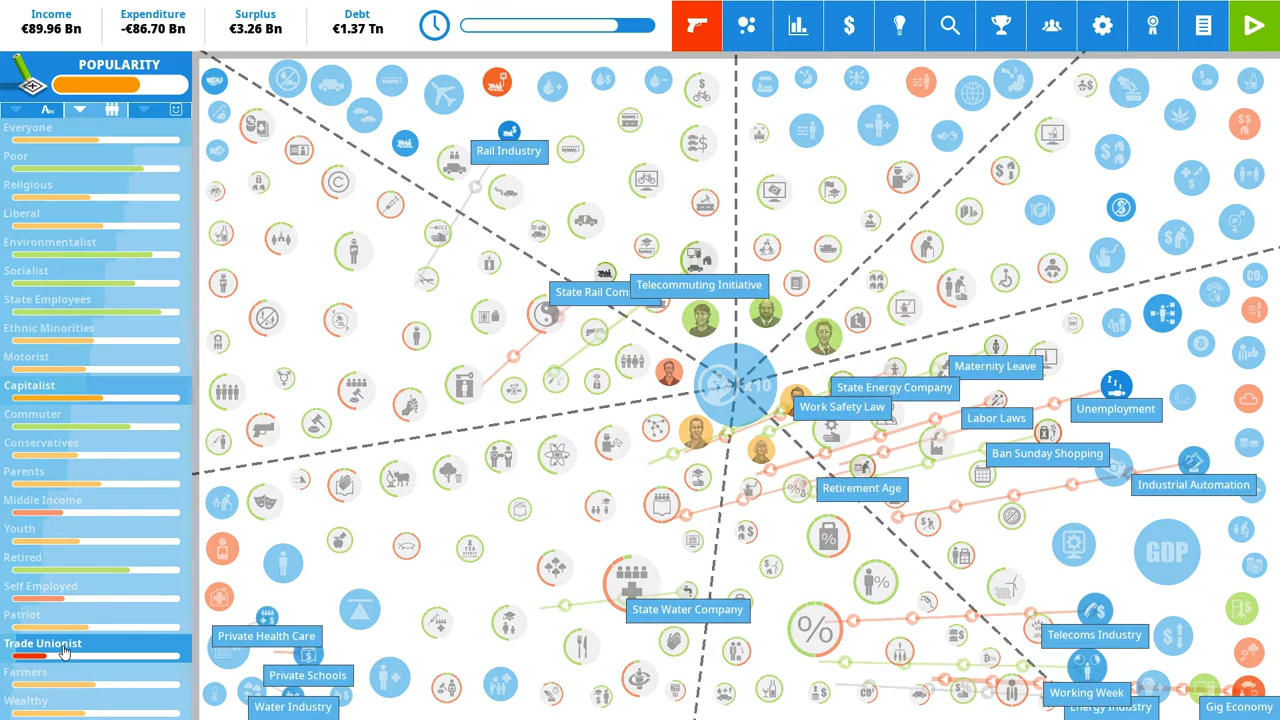 Income
€89.96 Bn
Expenditure
-€86.70 Bn
Surplus
€3.26 Bn
Debt
€1.37 Tn
POPULARITY
Everyone
Poor
Religious
Liberal
Environmentalist
Socialist
State Employees
Ethnic Minorities
Motorist
Capitalist
Commuter
Conservatives
Parents
Middle Income
Youth
Retired
Self Employed
Patriot
Trade Unionist
Farmers
Wealthy
Rail Industry
State Rail Com
Telecommuting Initiative
Maternity Leave
State Energy Company
Work Safety Law
Labor Laws
Unemployment
Ban Sunday Shopping
Retirement Age
Industrial Automation
GDP
State Water Company
Private Health Care
Private Schools
Water Industry
Telecoms Industry
Working Week
Energy Industry
Gig Economy